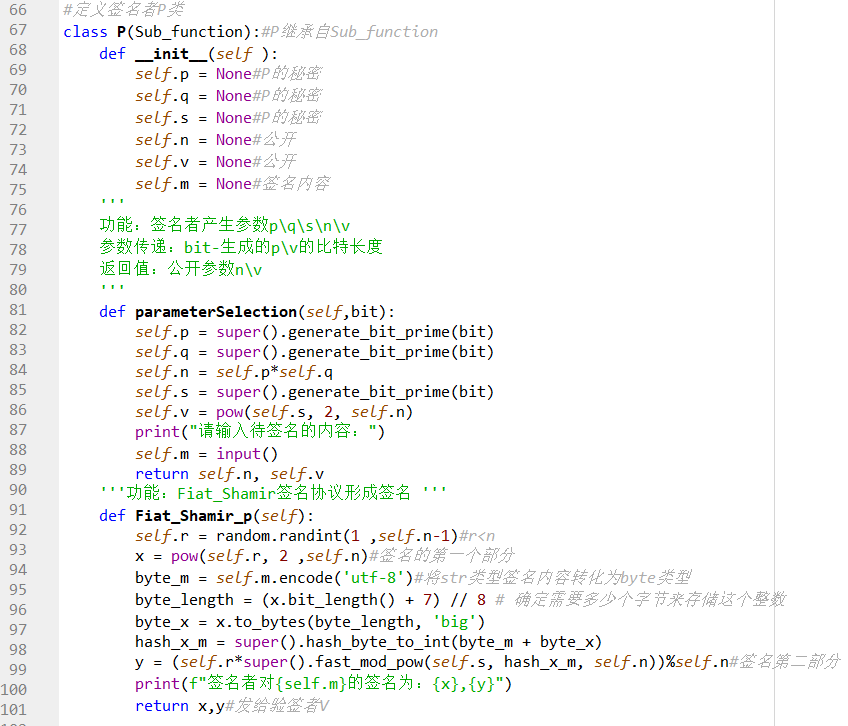 66 #定义签名者P类
67 class P(Sub_function):#P继承自Sub_function
68     def __init__(self ):
69         self.p = None#P的秘密
70         self.q = None#P的秘密
71         self.s = None#P的秘密
72         self.n = None#公开
73         self.v = None#公开
74         self.m = None#签名内容
75     '''
76     功能：签名者产生参数p\q\s\n\v
77     参数传递：bit-生成的p\v的比特长度
78     返回值：公开参数n\v
79     '''
80     def parameterSelection(self,bit):
81         self.p = super().generate_bit_prime(bit)
82         self.q = super().generate_bit_prime(bit)
83         self.n = self.p*self.q
84         self.s = super().generate_bit_prime(bit)
85         self.v = pow(self.s, 2, self.n)
86         print("请输入待签名的内容：")
87         self.m = input()
88         return self.n, self.v
89     '''功能：Fiat_Shamir签名协议形成签名 '''
90     def Fiat_Shamir_p(self):
91         self.r = random.randint(1 ,self.n-1)#r<n
92         x = pow(self.r, 2 ,self.n)#签名的第一个部分
93         byte_m = self.m.encode('utf-8')#将str类型签名内容转化为byte类型
94         byte_length = (x.bit_length() + 7) // 8 # 确定需要多少个字节来存储这个整数
95         byte_x = x.to_bytes(byte_length, 'big')
96         hash_x_m = super().hash_byte_to_int(byte_m + byte_x)
97         y = (self.r*super().fast_mod_pow(self.s, hash_x_m, self.n))%self.n#签名第二部分
98         print(f"签名者对{self.m}的签名为：{x},{y}")
99         return x,y#发给验签者V
100
101